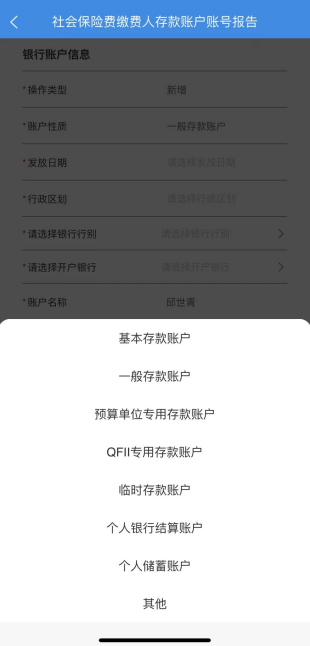 社会保险费缴费人存款账户账号报告
银行账户信息
*操作类型 新增
*账户性质 一般存款账户
*发放日期 请选择发放日期
*行政区划 请选择行政区划
*请选择银行行别 请选择银行行别
*请选择开户银行 请选择开户银行
*账户名称
基本存款账户
一般存款账户
预算单位专用存款账户
QFII专用存款账户
临时存款账户
个人银行结算账户
个人储蓄账户
其他